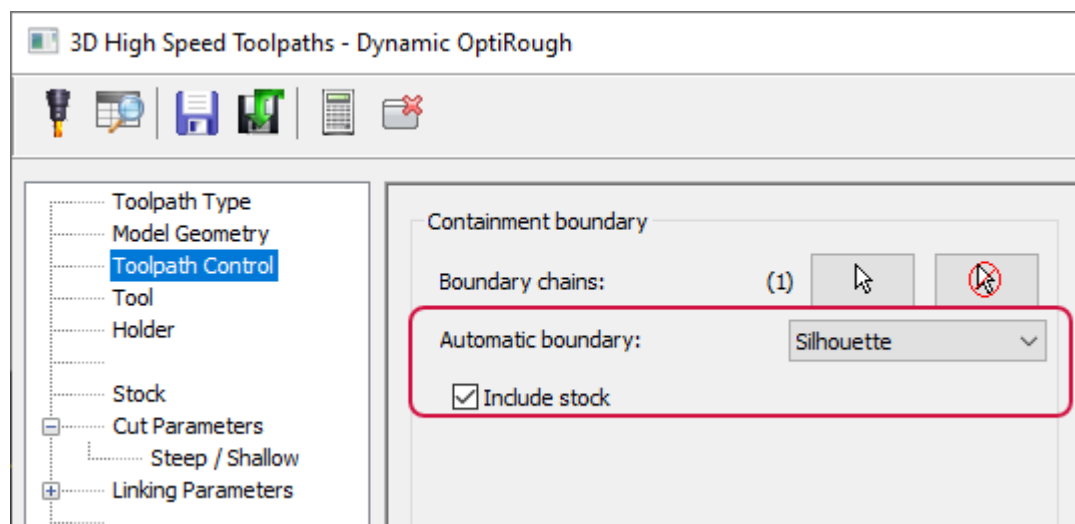 3D High Speed Toolpaths - Dynamic OptiRough
Toolpath Type
Model Geometry
Toolpath Control
Tool
Holder
Stock
Cut Parameters
Steep / Shallow
Linking Parameters
Containment boundary
Boundary chains: (1)
Automatic boundary: Silhouette
Include stock